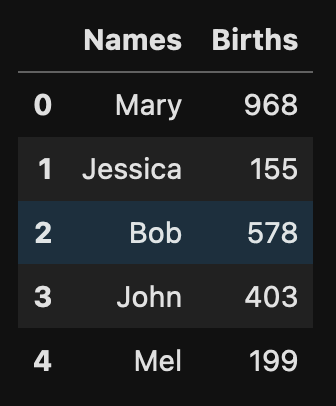 Names Births
0 Mary 968
1 Jessica 155
2 Bob 578
3 John 403
4 Mel 199